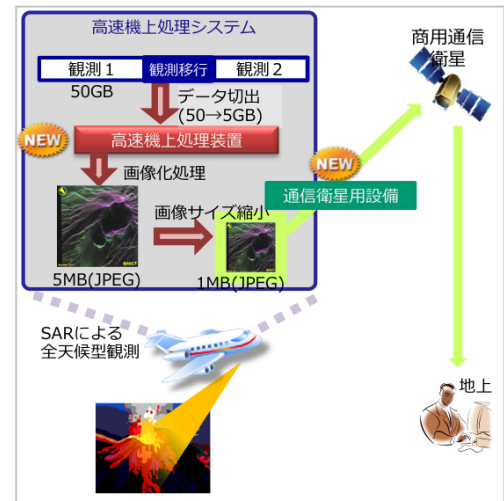 高速機上処理システム
観測1 観測移行 観測2
50GB
データ切出
(50→5GB)
NEW
高速機上処理装置
画像化処理
NEW
通信衛星用設備
画像サイズ縮小
5MB(JPEG)
1MB(JPEG)
商用通信
衛星
SARによる
全天候型観測
地上